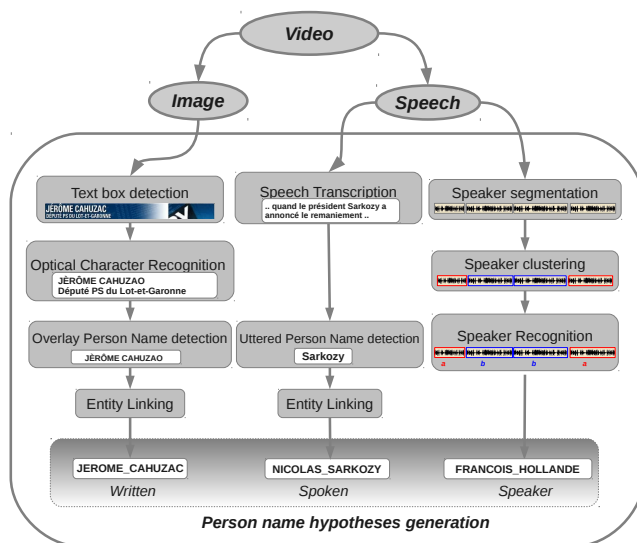 Video
Image
Speech
Text box detection
JÉRÔME CAHUZAC
DÉPUTÉ PS DU LOT-ET-GARONNE
Optical Character Recognition
JÈRÔME CAHUZAO
Député PS du Lot-et-Garonne
Overlay Person Name detection
JÈRÔME CAHUZAO
Entity Linking
JEROME_CAHUZAC
Written
Speech Transcription
.. quand le président Sarkozy a
annoncé le remaniement ..
Uttered Person Name detection
Sarkozy
Entity Linking
NICOLAS_SARKOZY
Spoken
Speaker segmentation
Speaker clustering
Speaker Recognition
a b b a
FRANCOIS_HOLLANDE
Speaker
Person name hypotheses generation